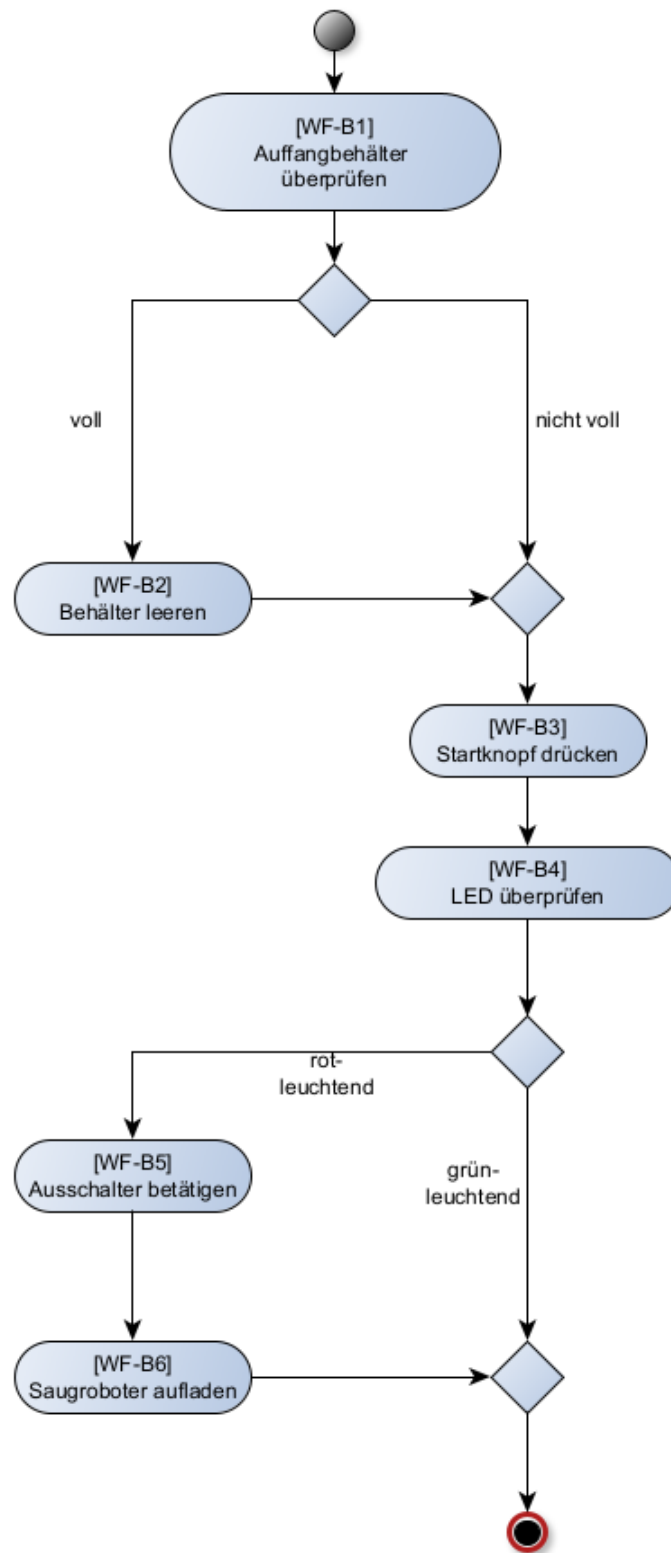 [WF-B1]
Auffangbehälter
überprüfen
voll
nicht voll
[WF-B2]
Behälter leeren
[WF-B3]
Startknopf drücken
[WF-B4]
LED überprüfen
rot-
leuchtend
[WF-B5]
Ausschalter betätigen
grün-
leuchtend
[WF-B6]
Saugroboter aufladen